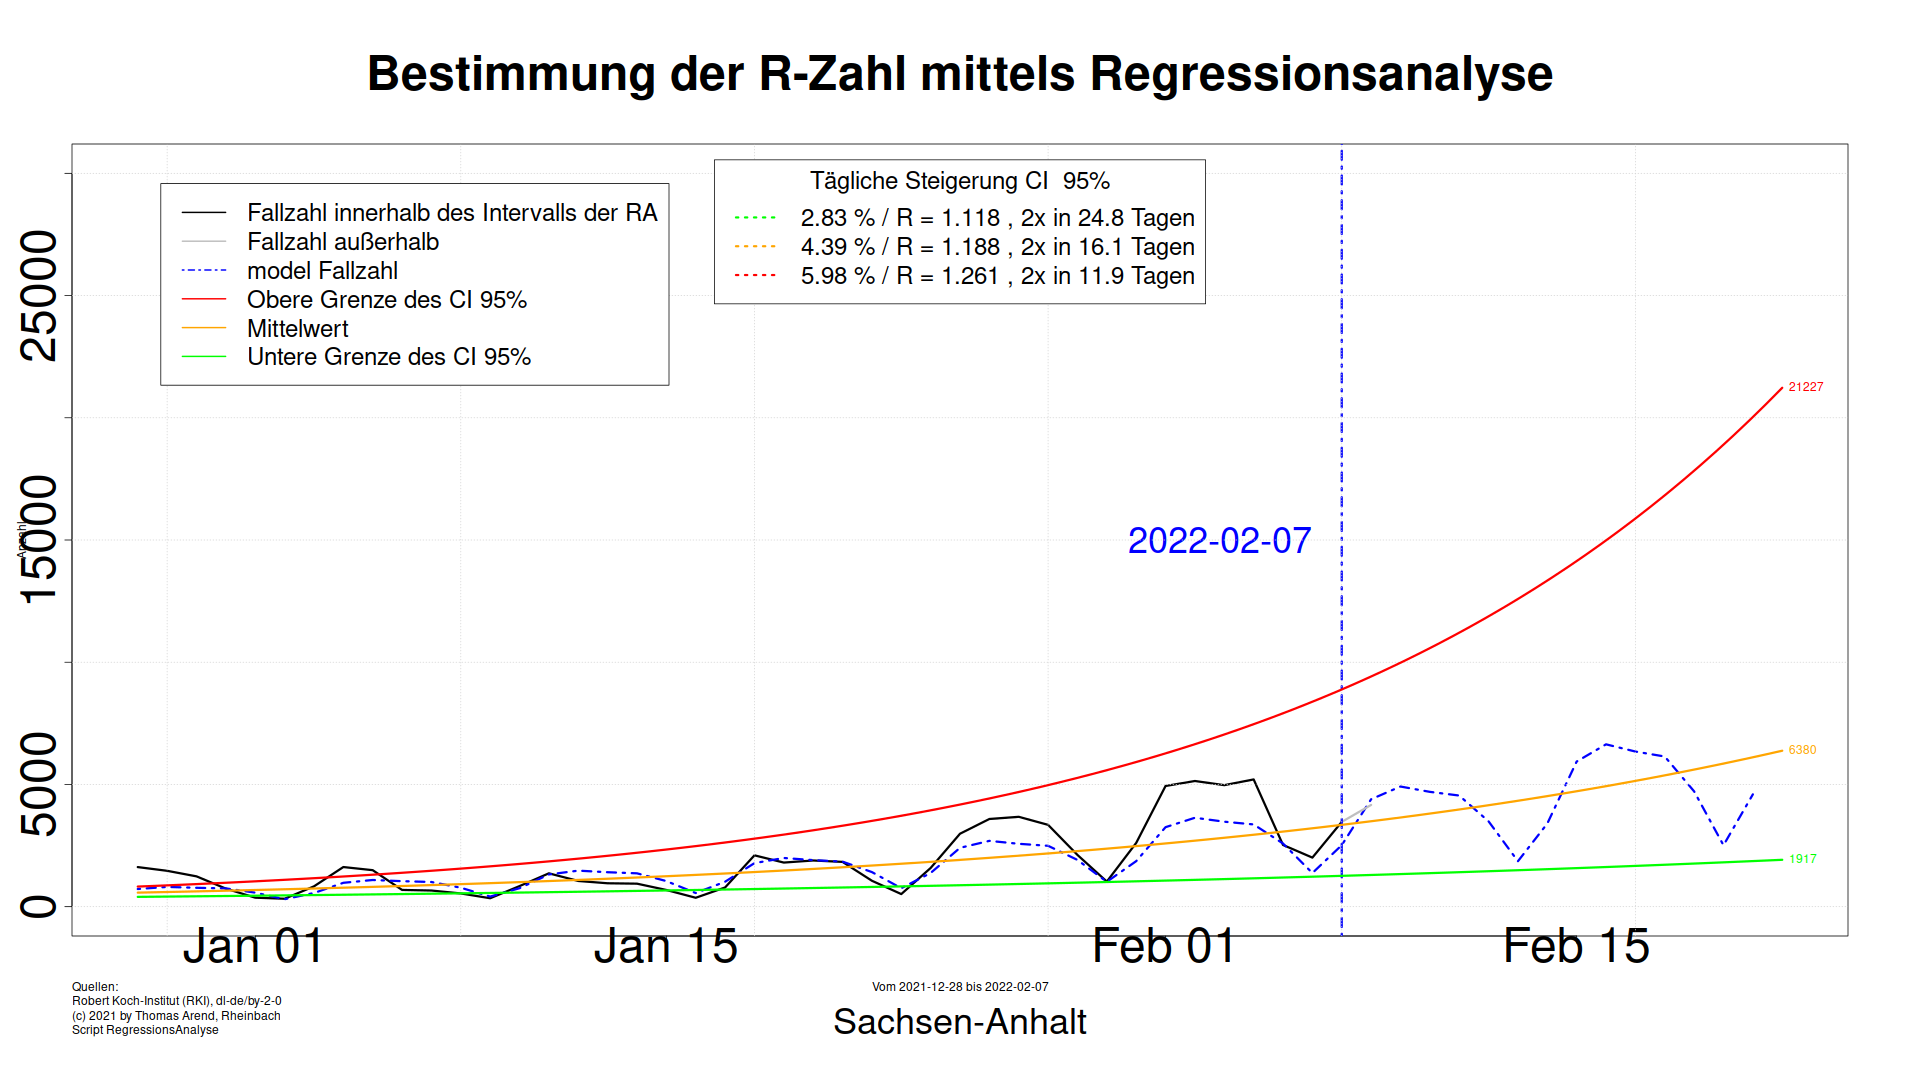 Bestimmung der R-Zahl mittels Regressionsanalyse
Fallzahl innerhalb des Intervalls der RA
Fallzahl außerhalb
model Fallzahl
Obere Grenze des CI 95%
Mittelwert
Untere Grenze des CI 95%
Tägliche Steigerung CI  95%
2.83 % / R = 1.118 , 2x in 24.8 Tagen
4.39 % / R = 1.188 , 2x in 16.1 Tagen
5.98 % / R = 1.261 , 2x in 11.9 Tagen
25000
15000
5000
0
Anzahl
2022-02-07
21227
6380
1917
Jan 01
Jan 15
Feb 01
Feb 15
Quellen:
Robert Koch-Institut (RKI), dl-de/by-2-0
(c) 2021 by Thomas Arend, Rheinbach
Script RegressionsAnalyse
Vom 2021-12-28 bis 2022-02-07
Sachsen-Anhalt